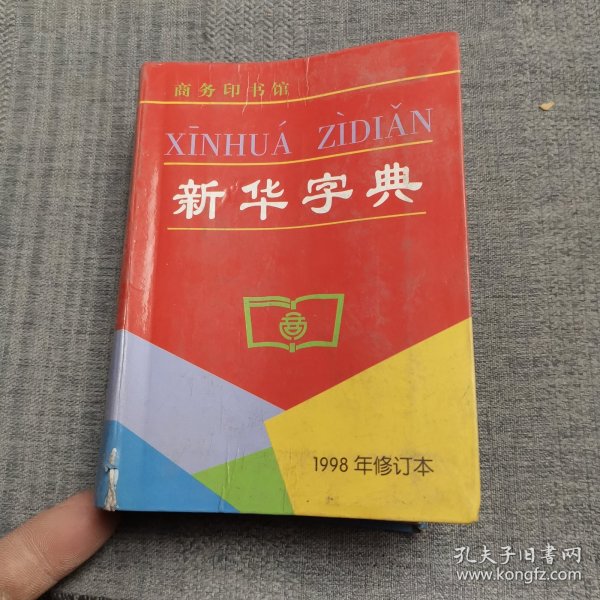 商务印书馆
XĪNHUÁ ZÌDIǍN
新华字典
商
1998年修订本
孔夫子旧书网
www.kongfz.com